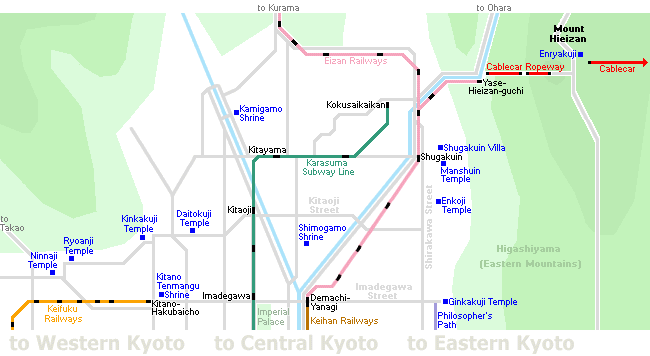 to Kurama
to Ohara
Mount
Hieizan
Enryakuji
Eizan Railways
Cablecar Ropeway
Cablecar
Yase-
Hieizan-guchi
Kokusaikaikan
Kamigamo
Shrine
Kitayama
Karasuma
Subway Line
Shugakuin
Shugakuin Villa
Manshuin
Temple
Enkoji
Temple
Shirakawa Street
Kitaoji
Kitaoji
Street
Daitokuji
Temple
Kinkakuji
Temple
to
Takao
Ryoanji
Temple
Ninnaji
Temple
Shimogamo
Shrine
Higashiyama
(Eastern Mountains)
Kitano
Tenmangu
Shrine
Imadegawa
Imadegawa
Street
Kitano-
Hakubaicho
Keifuku
Railways
Imperial
Palace
Demachi-
Yanagi
Keihan Railways
Ginkakuji Temple
Philosopher's
Path
to Western Kyoto
to Central Kyoto
to Eastern Kyoto